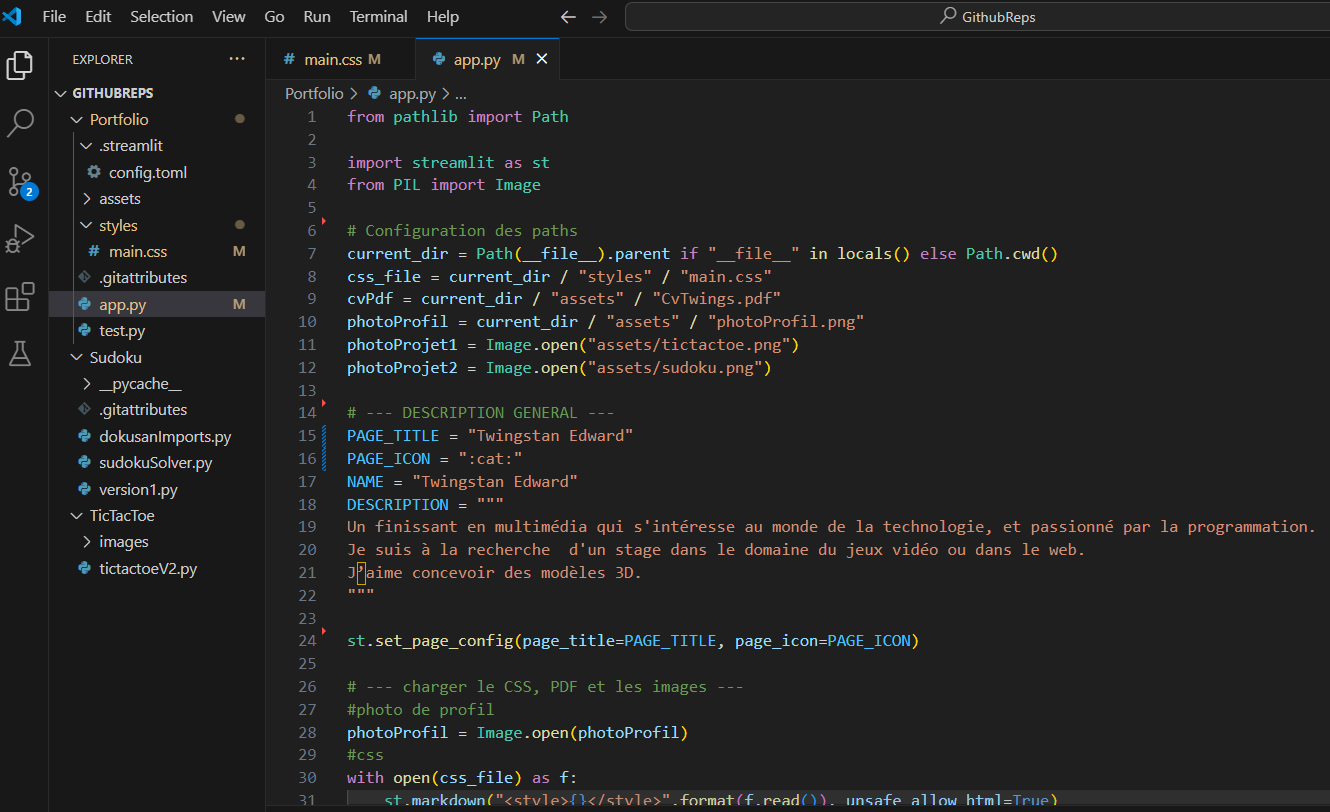 File Edit Selection View Go Run Terminal Help
GithubReps
EXPLORER
GITHUBREPS
Portfolio
.streamlit
config.toml
assets
styles
main.css M
.gitattributes
app.py M
test.py
Sudoku
__pycache__
.gitattributes
dokusanImports.py
sudokuSolver.py
version1.py
TicTacToe
images
tictactoeV2.py
2
# main.css M
app.py M
Portfolio > app.py > ...
1 from pathlib import Path
2
3 import streamlit as st
4 from PIL import Image
5
6 # Configuration des paths
7 current_dir = Path(__file__).parent if "__file__" in locals() else Path.cwd()
8 css_file = current_dir / "styles" / "main.css"
9 cvPdf = current_dir / "assets" / "CvTwings.pdf"
10 photoProfil = current_dir / "assets" / "photoProfil.png"
11 photoProjet1 = Image.open("assets/tictactoe.png")
12 photoProjet2 = Image.open("assets/sudoku.png")
13
14 # --- DESCRIPTION GENERAL ---
15 PAGE_TITLE = "Twingstan Edward"
16 PAGE_ICON = ":cat:"
17 NAME = "Twingstan Edward"
18 DESCRIPTION = """
19 Un finissant en multimédia qui s'intéresse au monde de la technologie, et passionné par la programmation.
20 Je suis à la recherche  d'un stage dans le domaine du jeux vidéo ou dans le web.
21 J’aime concevoir des modèles 3D.
22 """
23
24 st.set_page_config(page_title=PAGE_TITLE, page_icon=PAGE_ICON)
25
26 # --- charger le CSS, PDF et les images ---
27 #photo de profil
28 photoProfil = Image.open(photoProfil)
29 #css
30 with open(css_file) as f:
31 st.markdown("<style>{}</style>".format(f.read()), unsafe_allow_html=True)